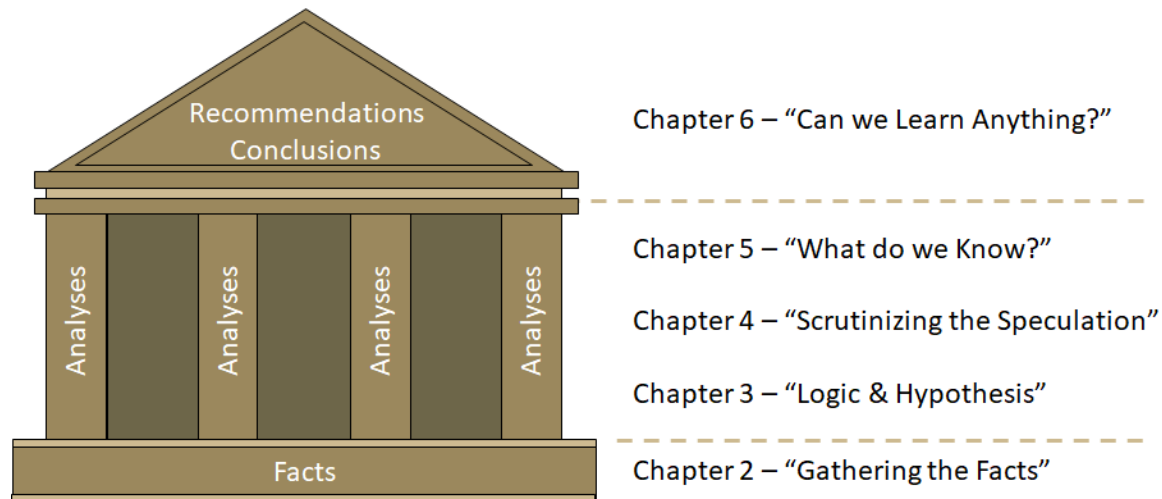 Recommendations
Conclusions
Chapter 6 – “Can we Learn Anything?”
Analyses
Analyses
Analyses
Analyses
Chapter 5 – “What do we Know?”
Chapter 4 – “Scrutinizing the Speculation”
Chapter 3 – “Logic & Hypothesis”
Facts
Chapter 2 – “Gathering the Facts”